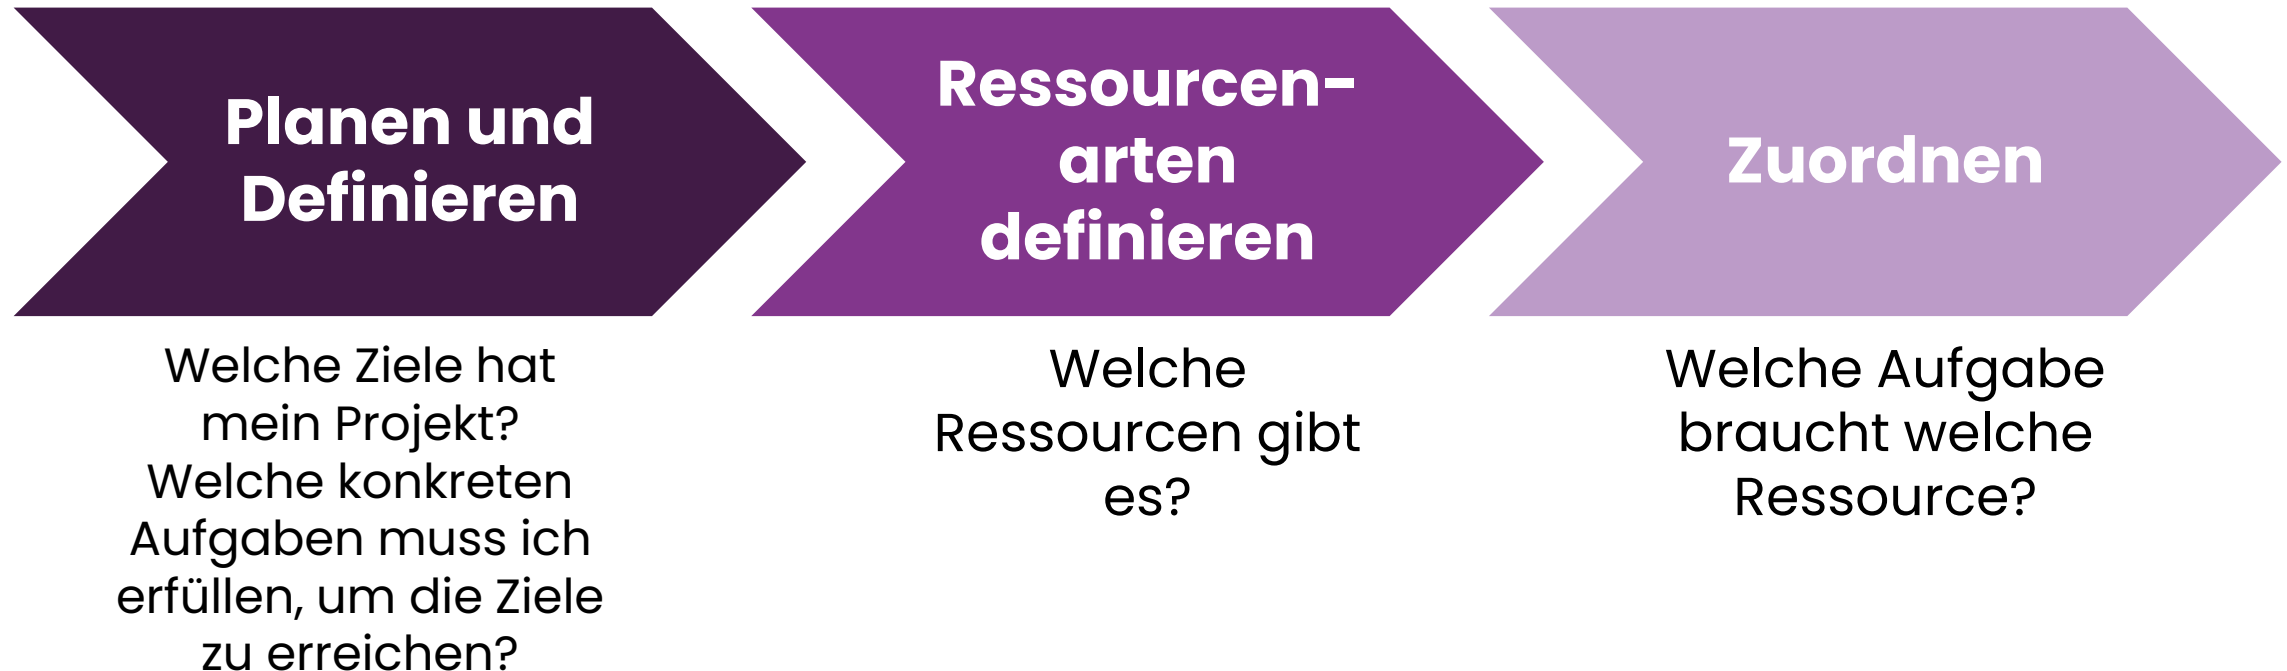 Planen und
Definieren
Ressourcen-
arten
definieren
Zuordnen
Welche Ziele hat
mein Projekt?
Welche konkreten
Aufgaben muss ich
erfüllen, um die Ziele
zu erreichen?
Welche
Ressourcen gibt
es?
Welche Aufgabe
braucht welche
Ressource?